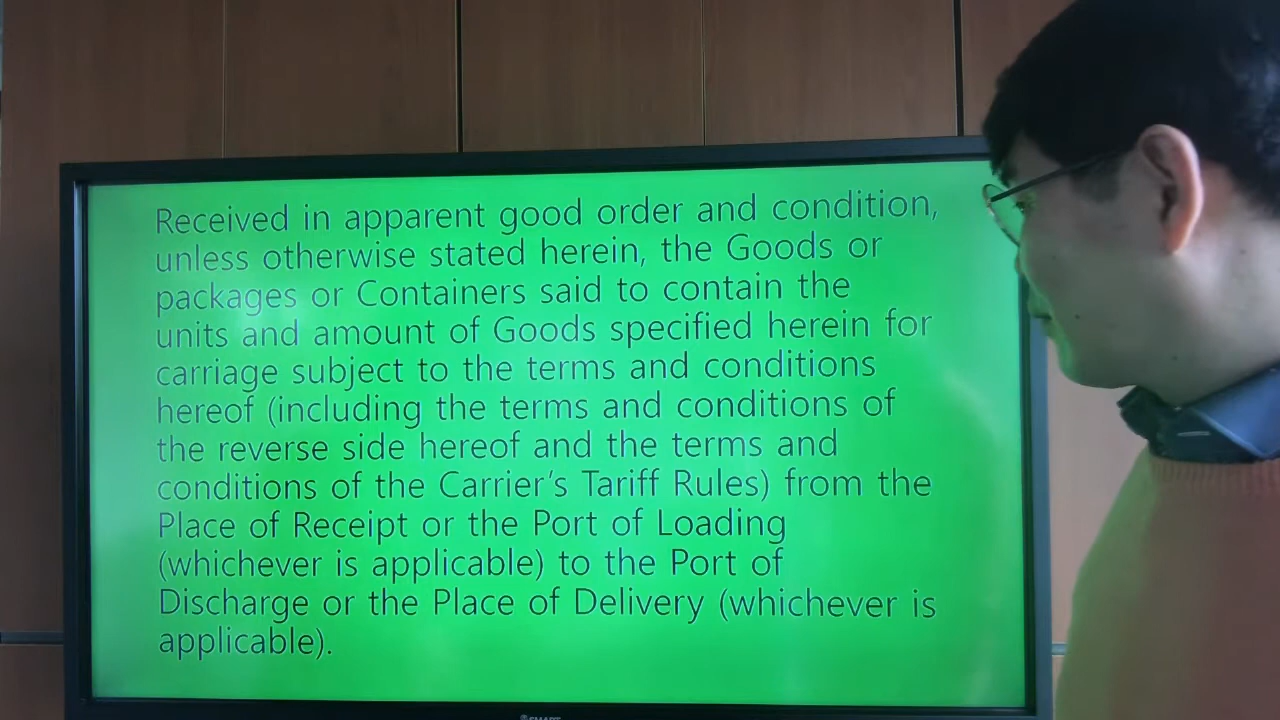 Received in apparent good order and condition,
unless otherwise stated herein, the Goods or
packages or Containers said to contain the
units and amount of Goods specified herein for
carriage subject to the terms and conditions
hereof (including the terms and conditions of
the reverse side hereof and the terms and
conditions of the Carrier's Tariff Rules) from the
Place of Receipt or the Port of Loading
(whichever is applicable) to the Port of
Discharge or the Place of Delivery (whichever is
applicable).